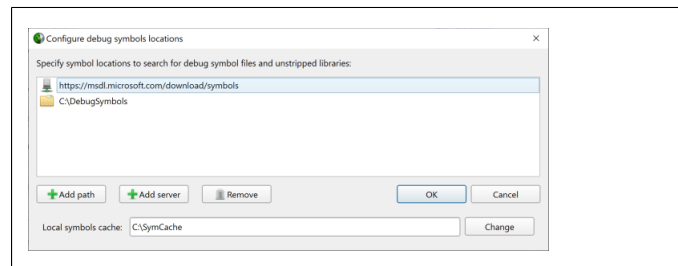 Configure debug symbols locations
Specify symbol locations to search for debug symbol files and unstripped libraries:
https://msdl.microsoft.com/download/symbols
C:\DebugSymbols
Add path Add server Remove OK Cancel
Local symbols cache: C:\SymCache Change